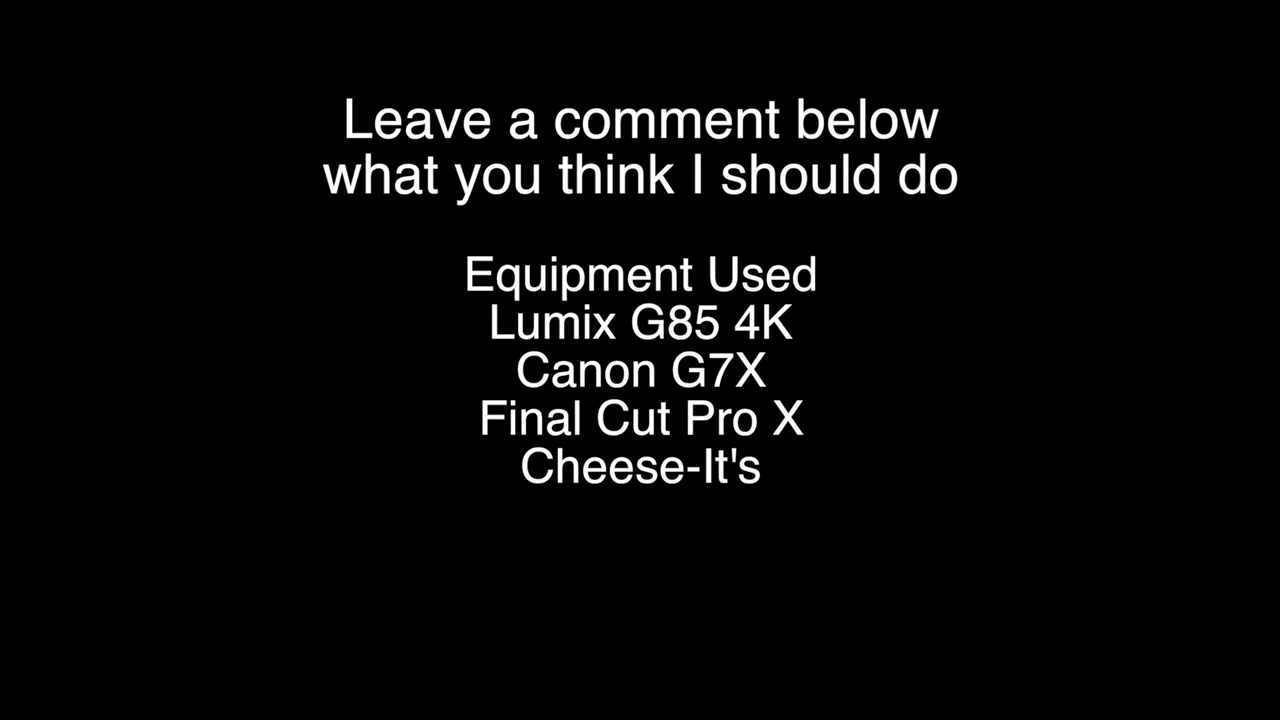 Leave a comment below
what you think I should do
Equipment Used
Lumix G85 4K
Canon G7X
Final Cut Pro X
Cheese-It's